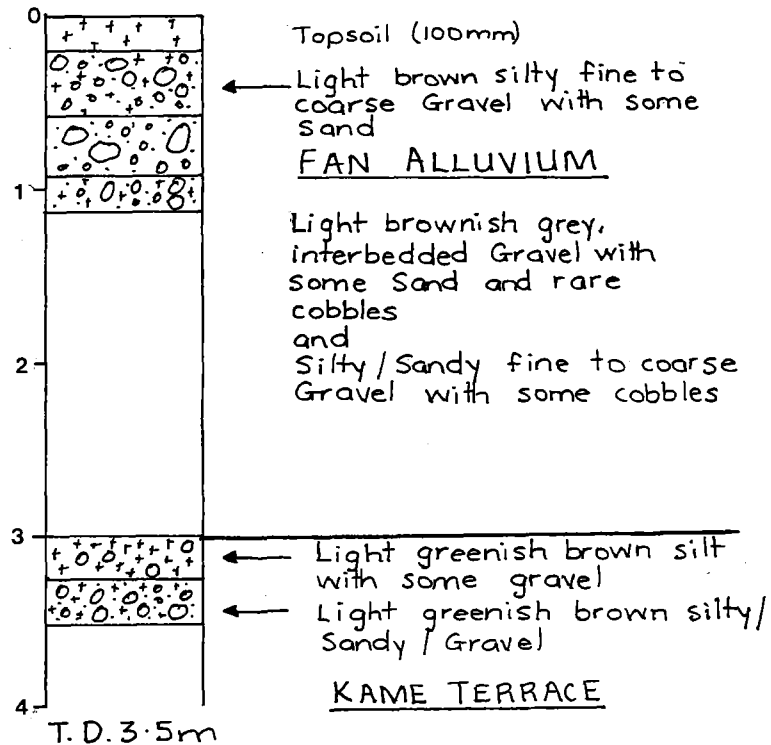 0
Topsoil (100mm)
Light brown silty fine to
coarse Gravel with some
sand
FAN ALLUVIUM
1
Light brownish grey,
interbedded Gravel with
some Sand and rare
cobbles
and
Silty/Sandy fine to coarse
Gravel with some cobbles
2
3
Light greenish brown silt
with some gravel
Light greenish brown silty/
Sandy/Gravel
KAME TERRACE
4
T.D. 3.5m